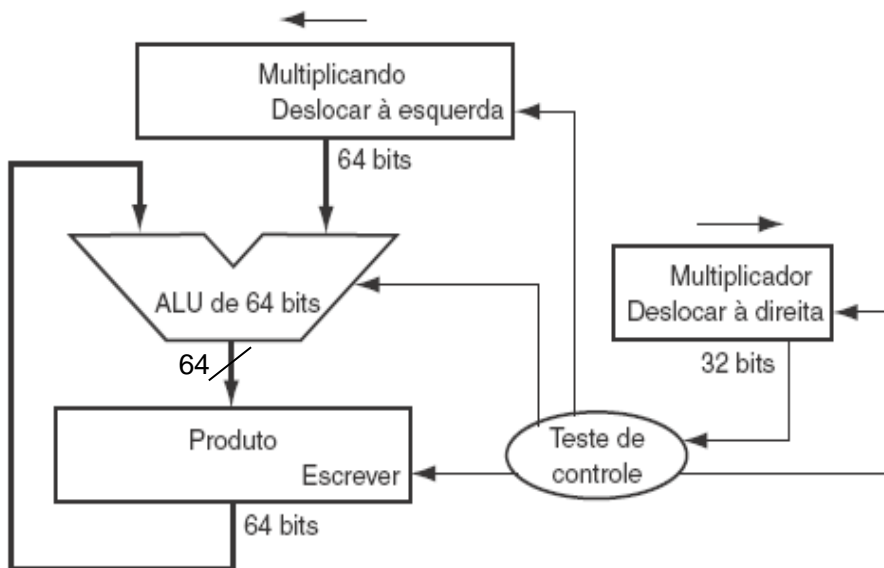 Multiplicando
Deslocar à esquerda
64 bits
ALU de 64 bits
64
Produto
Escrever
64 bits
Multiplicador
Deslocar à direita
32 bits
Teste de
controle